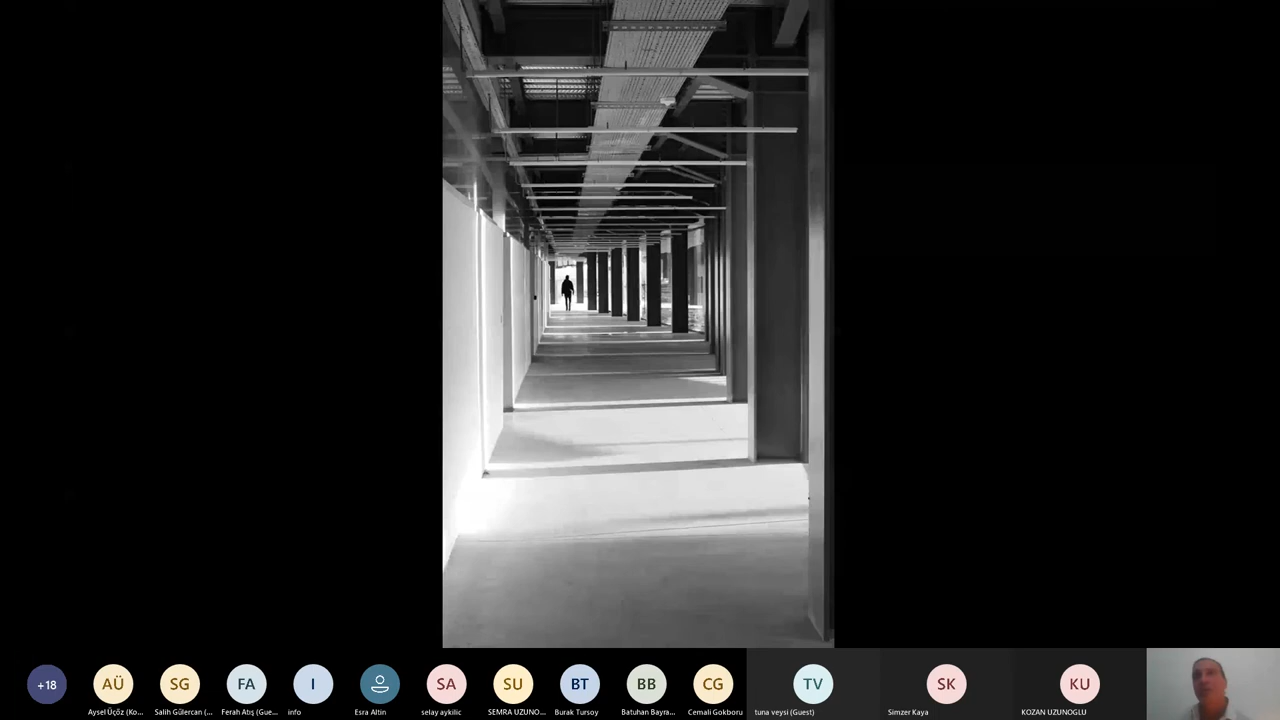 +18
AÜ
SG
FA
I
SA
SU
BT
BB
CG
TV
SK
KU
Aysel Üçöz (Ko...
Salih Gülercan (...
Ferah Atış (Gue...
info
Esra Altin
selay aykilic
SEMRA UZUNO...
Burak Tursoy
Batuhan Bayra...
Cemali Gokboru
tuna veysi (Guest)
Simzer Kaya
KOZAN UZUNOGLU